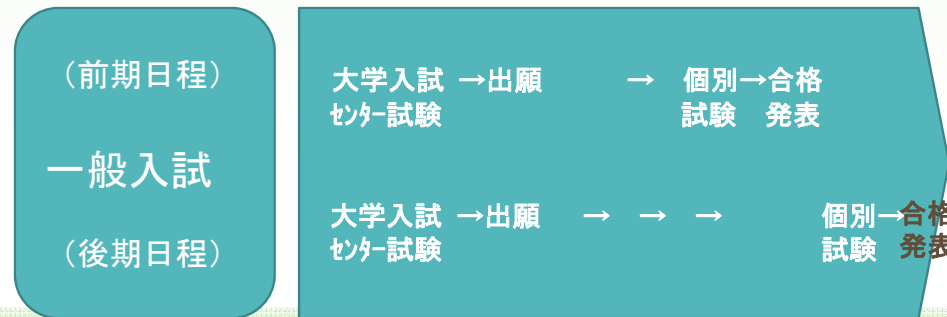 (前期日程)
一般入試
(後期日程)
大学入試 →出願 → 個別→合格
ｾﾝﾀｰ試験 試験 発表
大学入試 →出願 → → → 個別→合格
ｾﾝﾀｰ試験 試験 発表